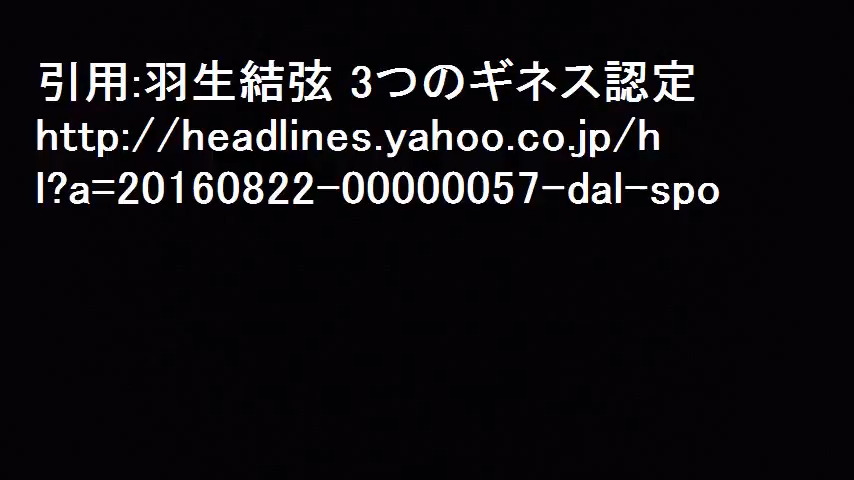 引用:羽生結弦 3つのギネス認定
http://headlines.yahoo.co.jp/h
l?a=20160822-00000057-dal-spo